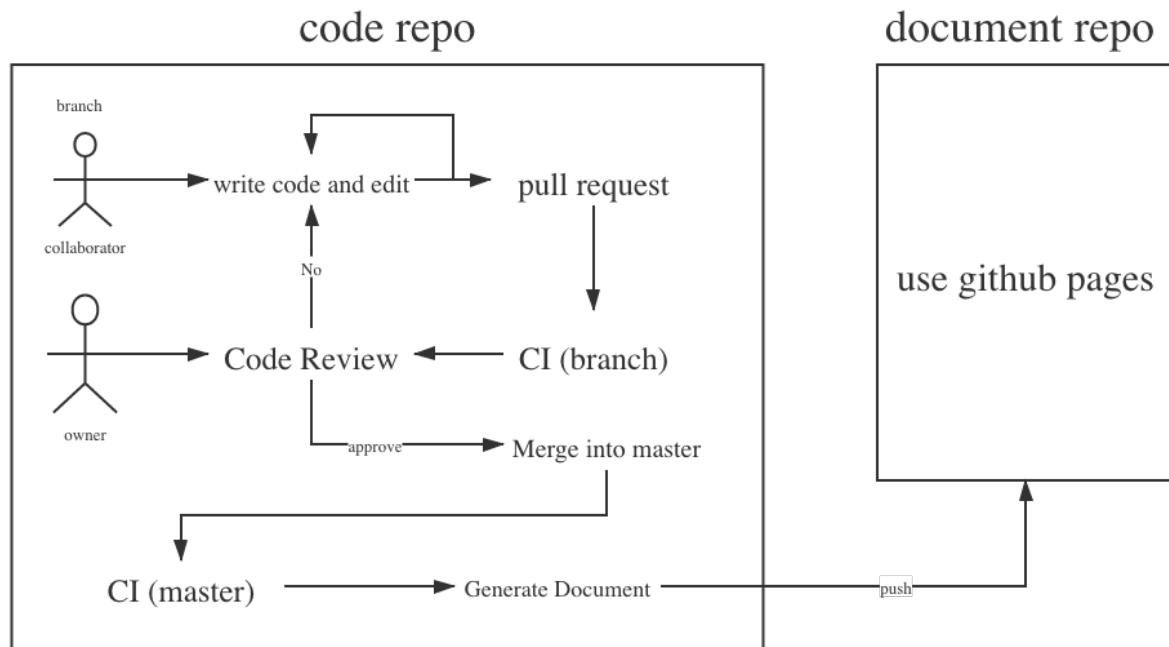 code repo
document repo
branch
collaborator
write code and edit
pull request
No
use github pages
owner
Code Review
CI (branch)
approve
Merge into master
CI (master)
Generate Document
push